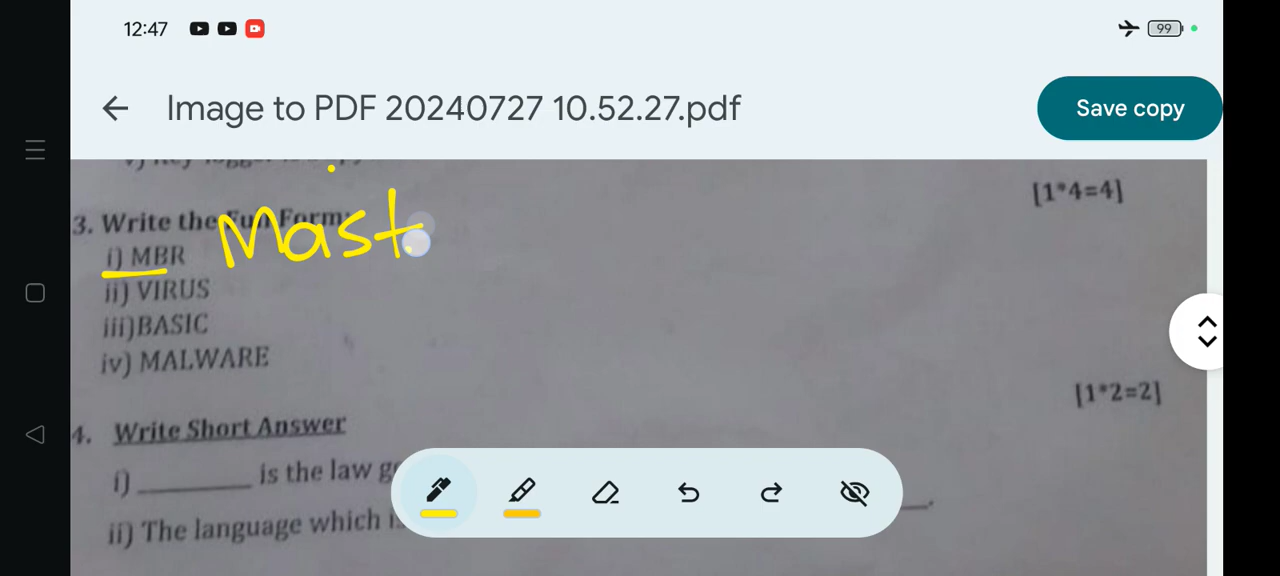 12:47 99
Image to PDF 20240727 10.52.27.pdf
Save copy
[1*4=4]
3. Write the Full Form:
Mast
i) MBR
ii) VIRUS
iii)BASIC
iv) MALWARE
[1*2=2]
4. Write Short Answer
i) ________ is the law
ii) The language which